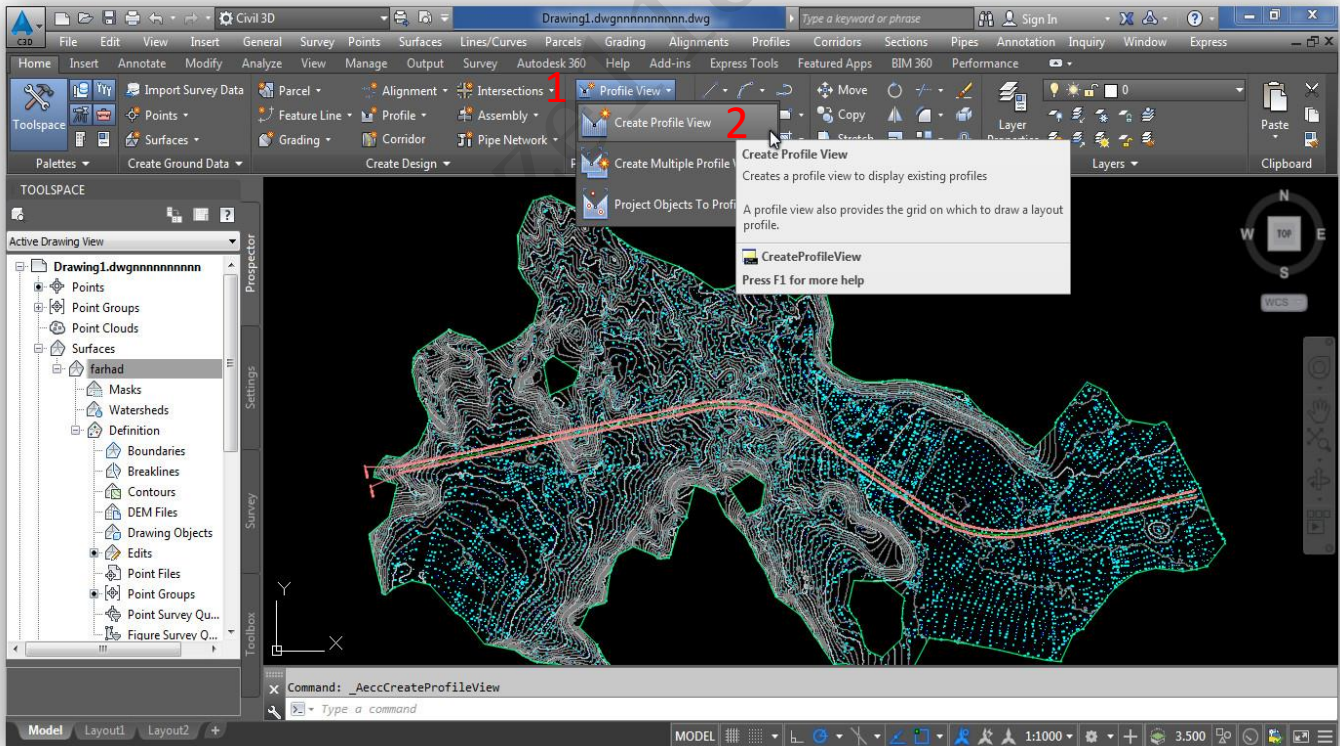 Civil 3D
Drawing1.dwgnnnnnnnnnn.dwg
Type a keyword or phrase
Sign In
C3D
File Edit View Insert General Survey Points Surfaces Lines/Curves Parcels Grading Alignments Profiles Corridors Sections Pipes Annotation Inquiry Window Express
Home Insert Annotate Modify Analyze View Manage Output Survey Autodesk 360 Help Add-ins Express Tools Featured Apps BIM 360 Performance
Toolspace
Import Survey Data
Parcel
Alignment
Intersections
1
Profile View
Move
0
Points
Feature Line
Profile
Assembly
Create Profile View
2
Copy
Layer
Paste
Surfaces
Grading
Corridor
Pipe Network
Stretch
Palettes
Create Ground Data
Create Design
Create Multiple Profile
Layers
Clipboard
Create Profile View
Creates a profile view to display existing profiles
A profile view also provides the grid on which to draw a layout
profile.
CreateProfileView
Press F1 for more help
Project Objects To Profi
TOOLSPACE
Active Drawing View
Prospector
Settings
Survey
Toolbox
Drawing1.dwgnnnnnnnnnn
Points
Point Groups
Point Clouds
Surfaces
farhad
Masks
Watersheds
Definition
Boundaries
Breaklines
Contours
DEM Files
Drawing Objects
Edits
Point Files
Point Groups
Point Survey Qu...
Figure Survey Q...
N
W TOP E
S
WCS
Y
X
Command: _AeccCreateProfileView
Type a command
Model Layout1 Layout2 +
MODEL
1:1000
3.500